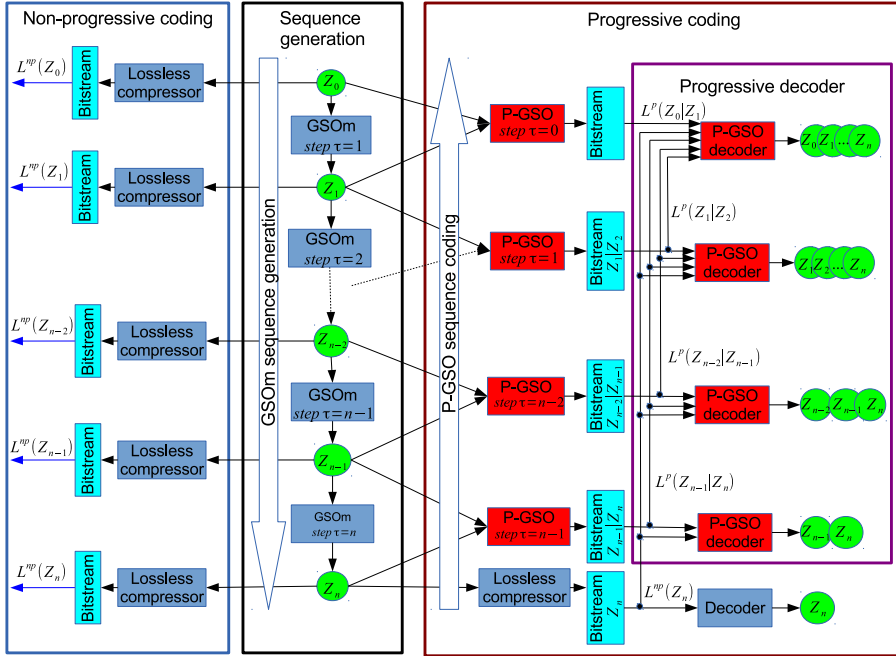 Non-progressive coding
Sequence
generation
Progressive coding
L^{np}(Z_0)
Bitstream
Lossless
compressor
L^{np}(Z_1)
Bitstream
Lossless
compressor
L^{np}(Z_{n-2})
Bitstream
Lossless
compressor
L^{np}(Z_{n-1})
Bitstream
Lossless
compressor
L^{np}(Z_n)
Bitstream
Lossless
compressor
GSOm sequence generation
Z_0
GSOm
step τ=1
Z_1
GSOm
step τ=2
Z_{n-2}
GSOm
step τ=n-1
Z_{n-1}
GSOm
step τ=n
Z_n
P-GSO sequence coding
P-GSO
step τ=0
Bitstream
P-GSO
step τ=1
Bitstream
Z_1|Z_2
P-GSO
step τ=n-2
Bitstream
Z_{n-2}|Z_{n-1}
P-GSO
step τ=n-1
Bitstream
Z_{n-1}|Z_n
Lossless
compressor
Bitstream
Z_n
Progressive decoder
L^p(Z_0|Z_1)
P-GSO
decoder
Z_0 Z_1 ... Z_n
L^p(Z_1|Z_2)
P-GSO
decoder
Z_1 Z_2 ... Z_n
L^p(Z_{n-2}|Z_{n-1})
P-GSO
decoder
Z_{n-2} Z_{n-1} Z_n
L^p(Z_{n-1}|Z_n)
P-GSO
decoder
Z_{n-} Z_n
L^{np}(Z_n)
Decoder
Z_n